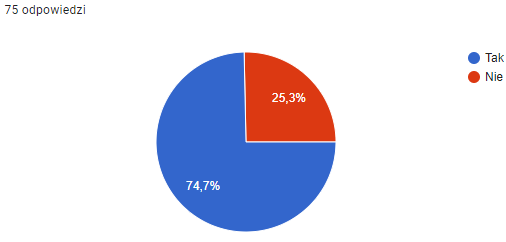 75 odpowiedzi
Tak
Nie
25,3%
74,7%